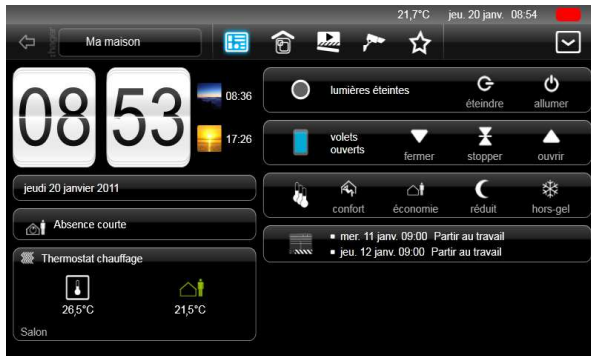 21,7°C jeu. 20 janv. 08:54
hager
Ma maison
08 53
08:36
17:26
jeudi 20 janvier 2011
Absence courte
Thermostat chauffage
26,5°C 21,5°C
Salon
lumières éteintes
éteindre allumer
volets
ouverts
fermer stopper ouvrir
confort économie réduit hors-gel
mer. 11 janv. 09:00 Partir au travail
jeu. 12 janv. 09:00 Partir au travail